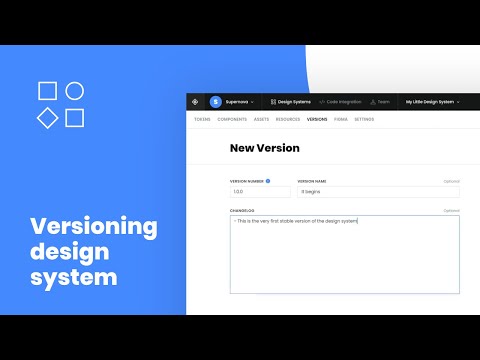 S Supernova Design Systems </> Code Integration Team My Little Design System
TOKENS COMPONENTS ASSETS RESOURCES VERSIONS FIGMA SETTINGS
New Version
VERSION NUMBER VERSION NAME (Optional)
1.0.0 It begins
CHANGELOG (Optional)
- This is the very first stable version of the design system
Versioning
design
system